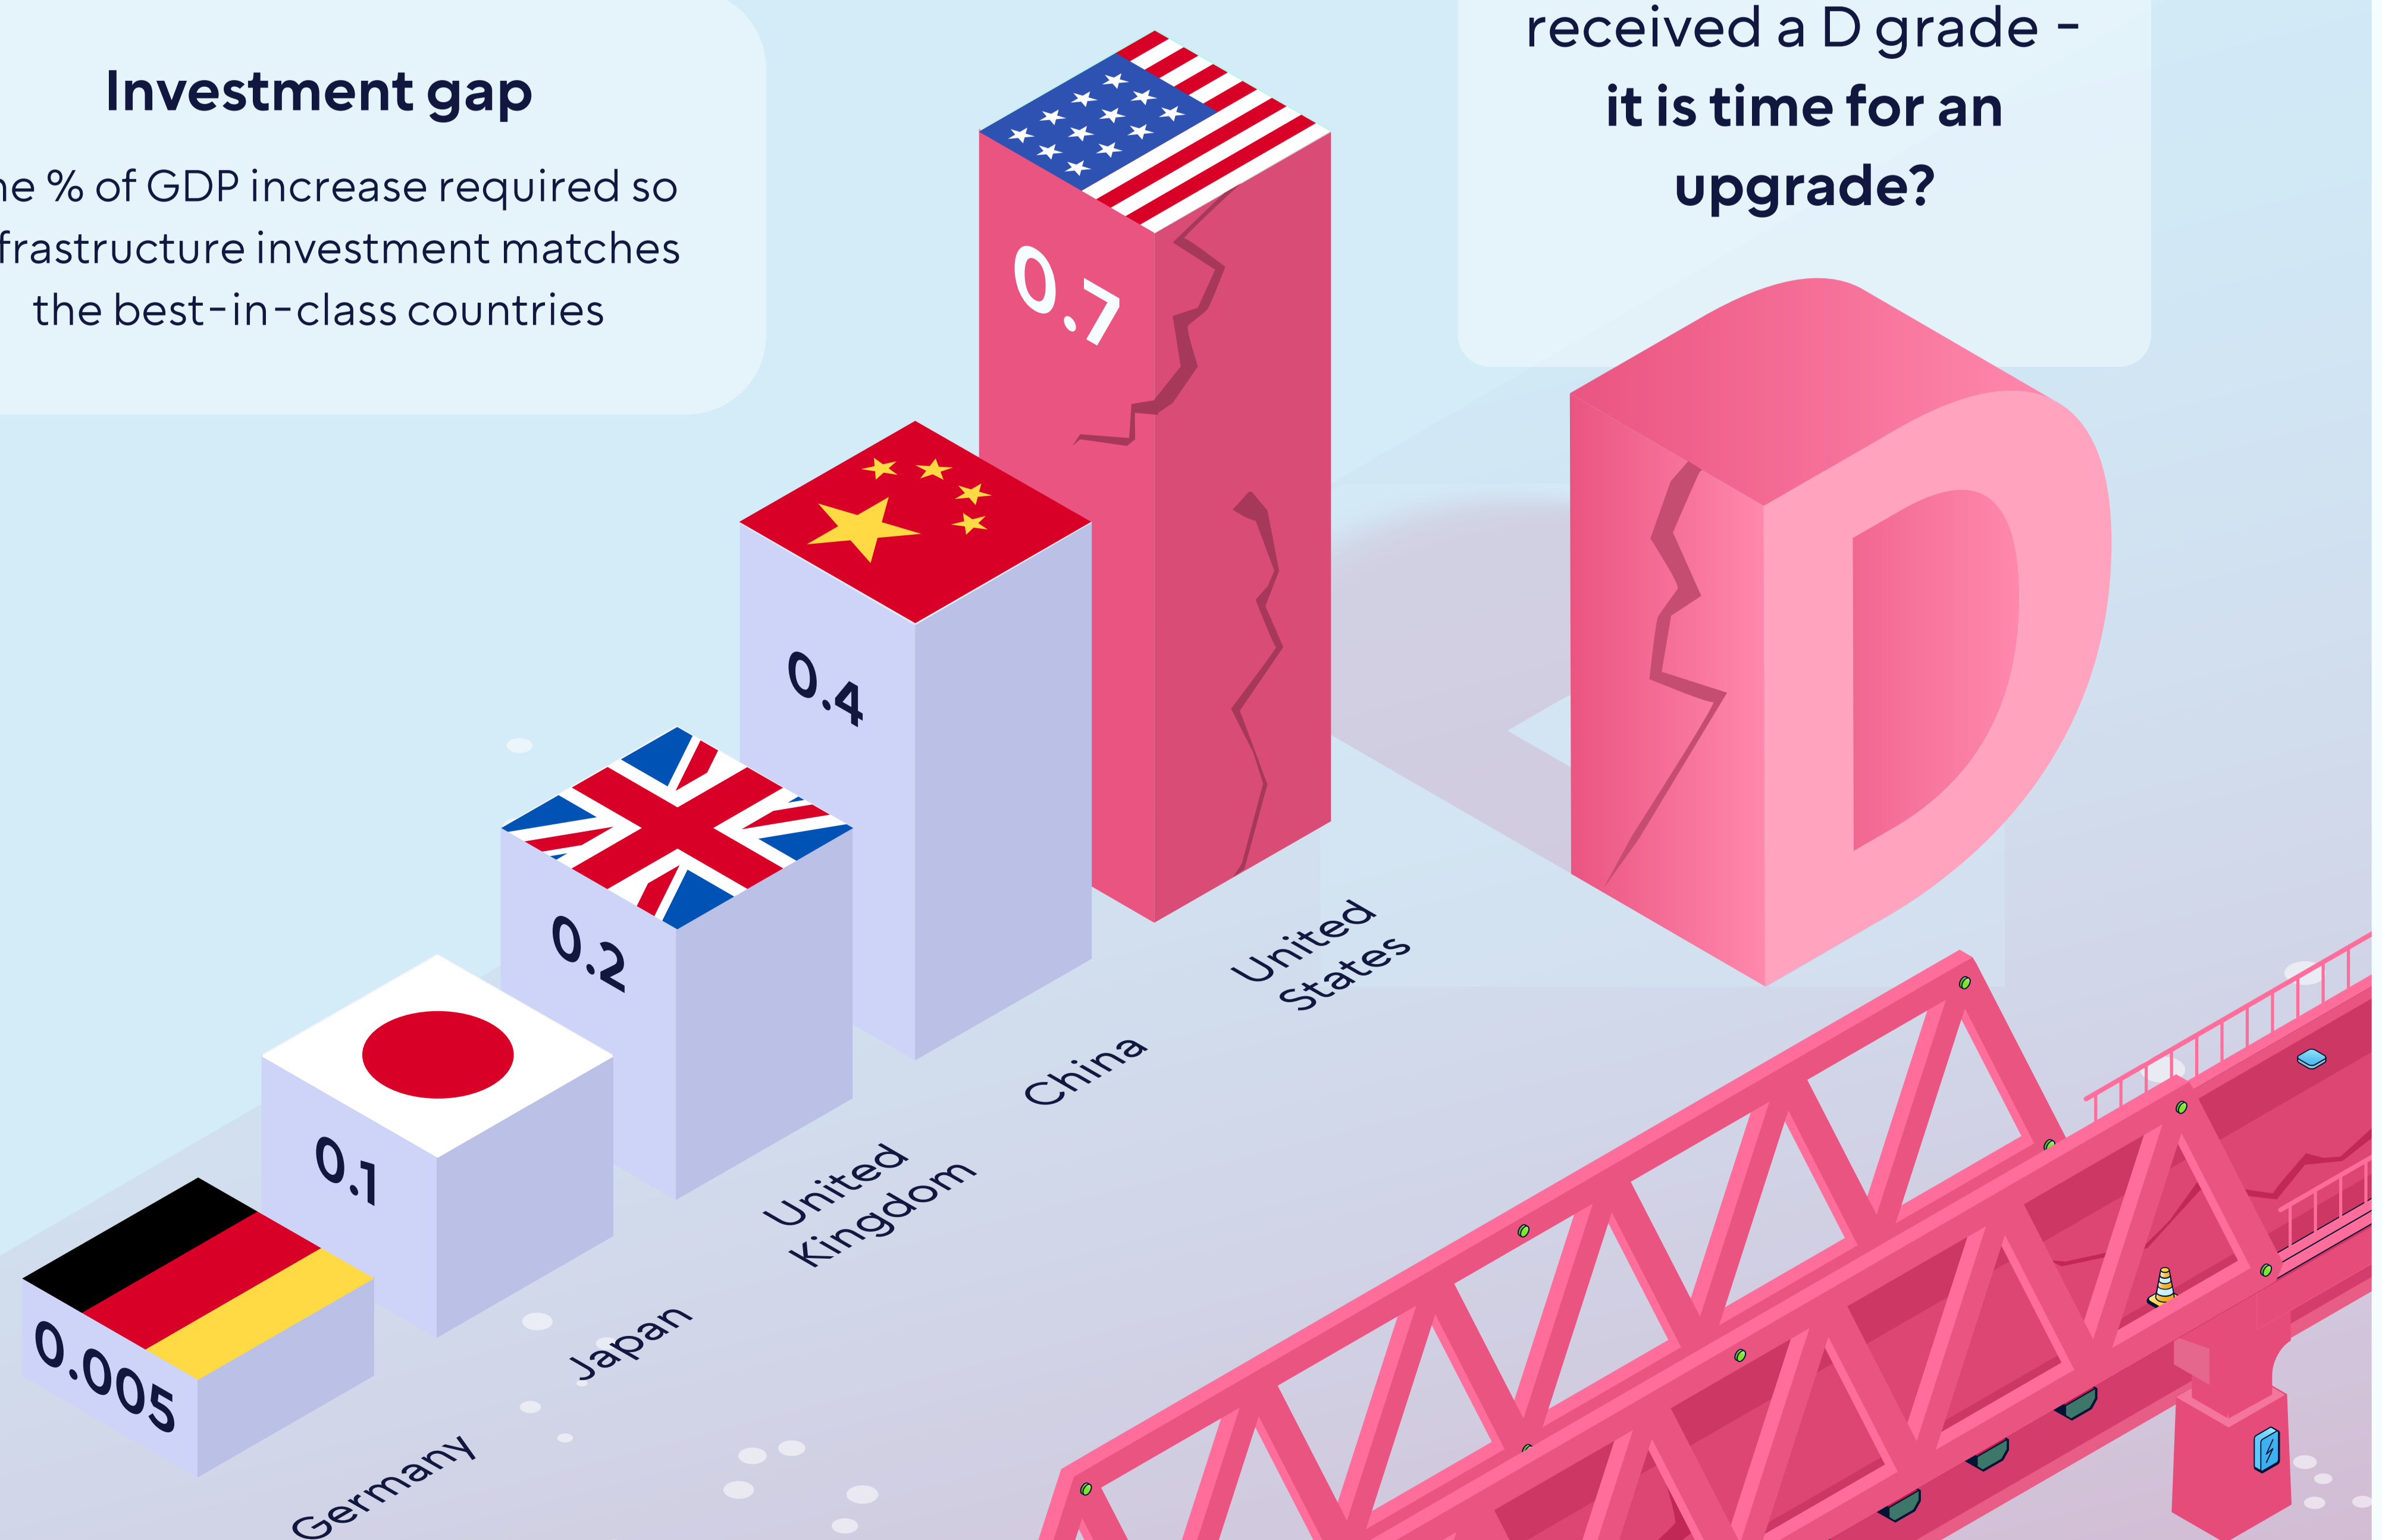 Investment gap
% of GDP increase required so
investment matches
the best-in-class countries
received a D grade -
it is time for an
upgrade?
0.7
0.4
0.2
0.1
0.005
United
States
China
United
Kingdom
Japan
Germany
D